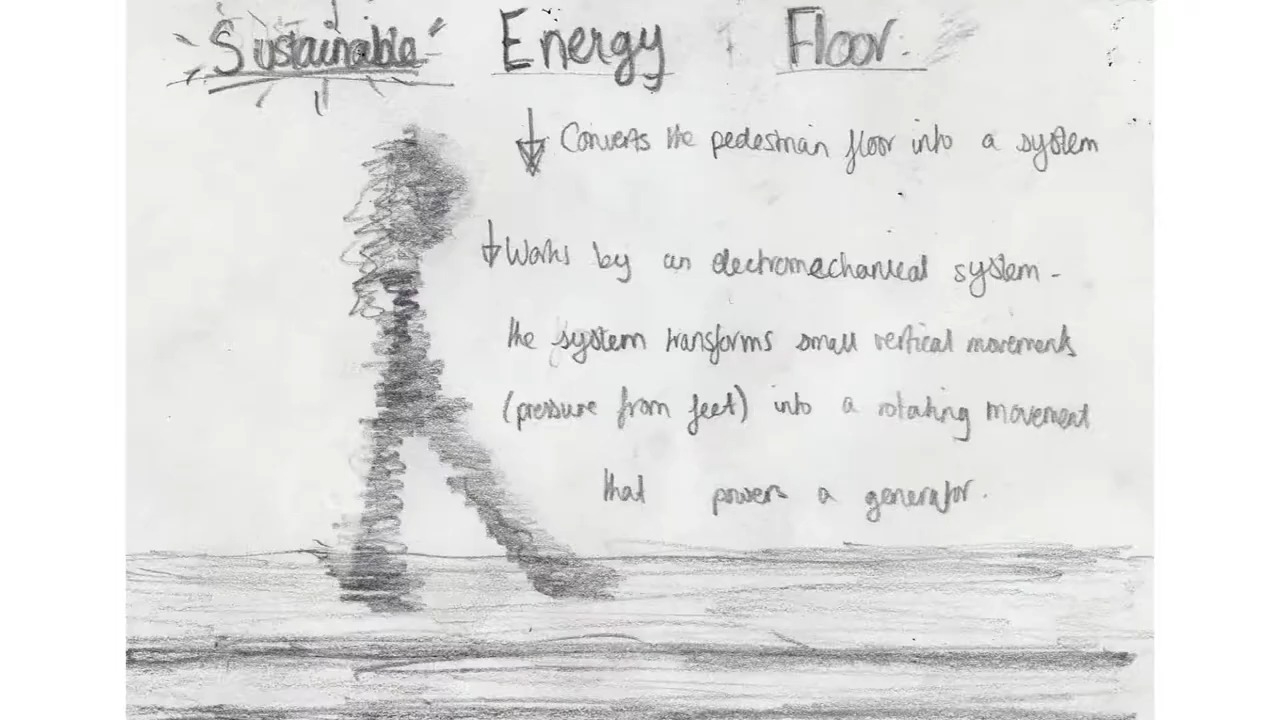 Sustainable Energy Floor.
Converts the pedestrian floor into a system
Works by an electromechanical system -
the system transforms small vertical movements
(pressure from feet) into a rotating movement
that powers a generator.